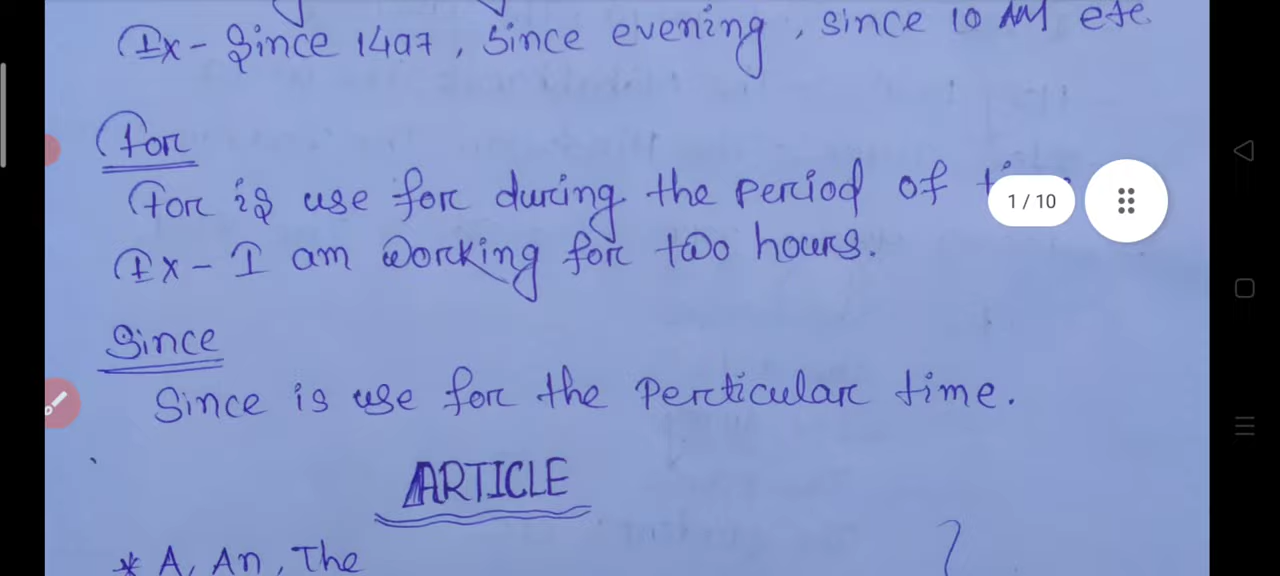 Ex - Since 1497, Since evening, since 10 AM etc
For
For is use for during the period of
1 / 10
Ex - I am working for two hours.
Since
Since is use for the Perticular time.
ARTICLE
* A, An, The